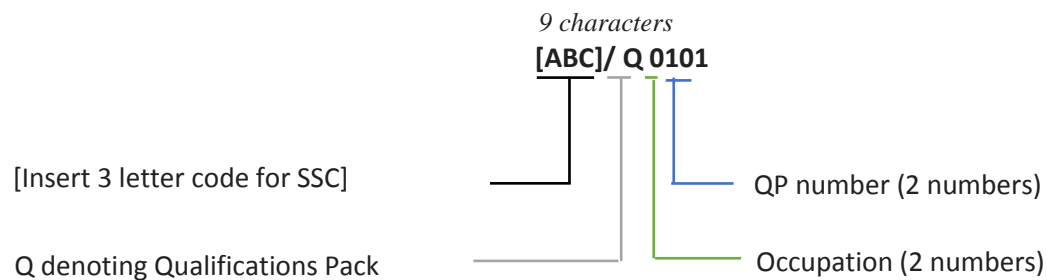 9 characters
[ABC]/ Q 0101
[Insert 3 letter code for SSC]
QP number (2 numbers)
Q denoting Qualifications Pack
Occupation (2 numbers)